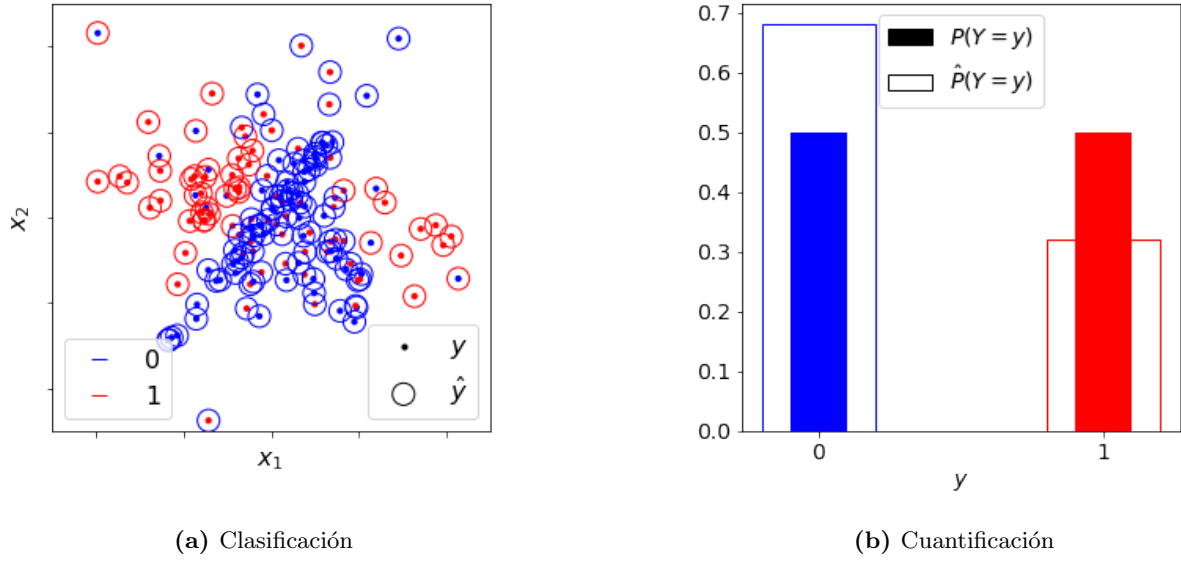 x₂
0
1
y
ŷ
x₁
(a) Clasificación
0.7
0.6
0.5
0.4
0.3
0.2
0.1
0.0
P(Y = y)
P̂(Y = y)
0
1
y
(b) Cuantificación